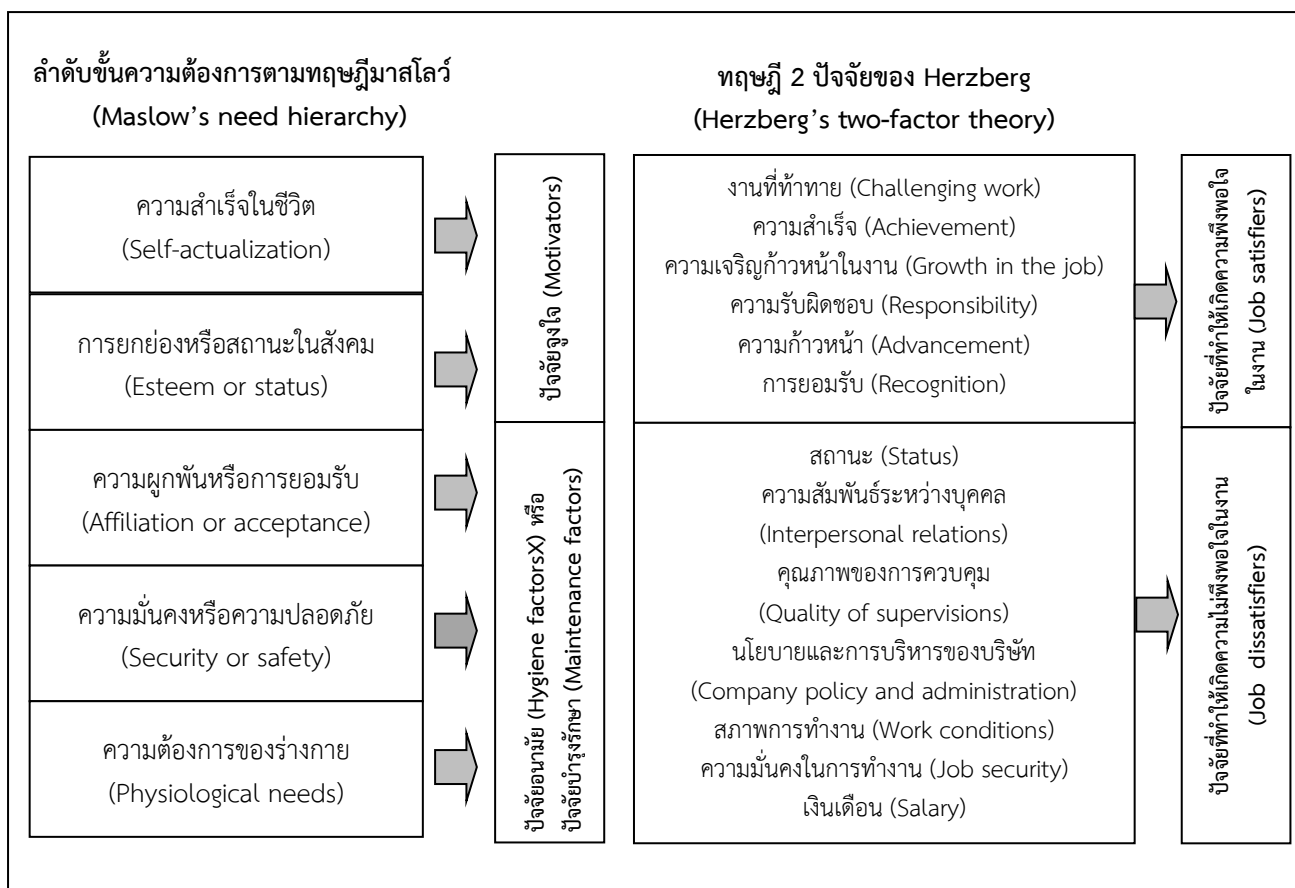 ลำดับขั้นความต้องการตามทฤษฎีมาสโลว์
(Maslow’s need hierarchy)
ความสำเร็จในชีวิต
(Self-actualization)
การยกย่องหรือสถานะในสังคม
(Esteem or status)
ความผูกพันหรือการยอมรับ
(Affiliation or acceptance)
ความมั่นคงหรือความปลอดภัย
(Security or safety)
ความต้องการของร่างกาย
(Physiological needs)
ปัจจัยจูงใจ (Motivators)
ปัจจัยอนามัย (Hygiene factorsX) หรือ
ปัจจัยบำรุงรักษา (Maintenance factors)
ทฤษฎี 2 ปัจจัยของ Herzberg
(Herzberg’s two-factor theory)
งานที่ท้าทาย (Challenging work)
ความสำเร็จ (Achievement)
ความเจริญก้าวหน้าในงาน (Growth in the job)
ความรับผิดชอบ (Responsibility)
ความก้าวหน้า (Advancement)
การยอมรับ (Recognition)
สถานะ (Status)
ความสัมพันธ์ระหว่างบุคคล
(Interpersonal relations)
คุณภาพของการควบคุม
(Quality of supervisions)
นโยบายและการบริหารของบริษัท
(Company policy and administration)
สภาพการทำงาน (Work conditions)
ความมั่นคงในการทำงาน (Job security)
เงินเดือน (Salary)
ปัจจัยที่ทำให้เกิดความพึงพอใจ
ในงาน (Job satisfiers)
ปัจจัยที่ทำให้เกิดความไม่พึงพอใจในงาน
(Job dissatisfiers)